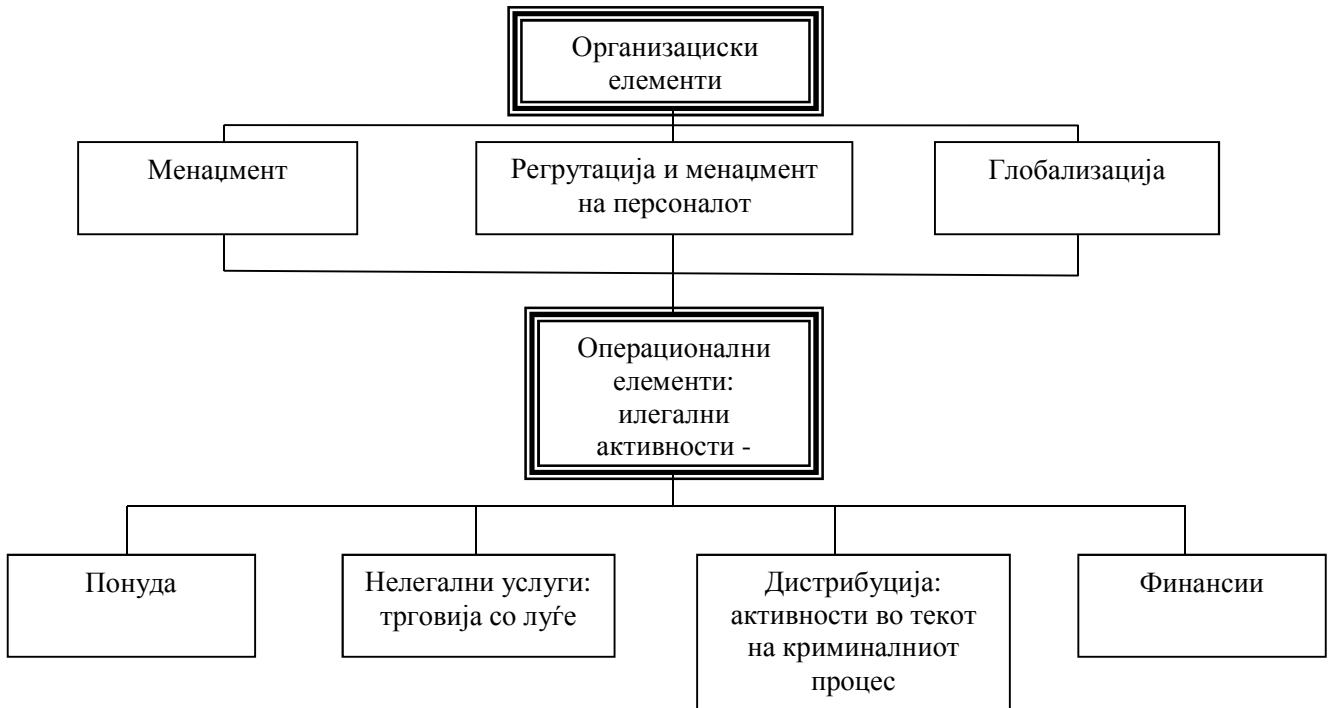 Организациски
елементи
Менаџмент
Регрутација и менаџмент
на персоналот
Глобализација
Операционални
елементи:
илегални
активности -
Понуда
Нелегални услуги:
трговија со луѓе
Дистрибуција:
активности во текот
на криминалниот
процес
Финансии